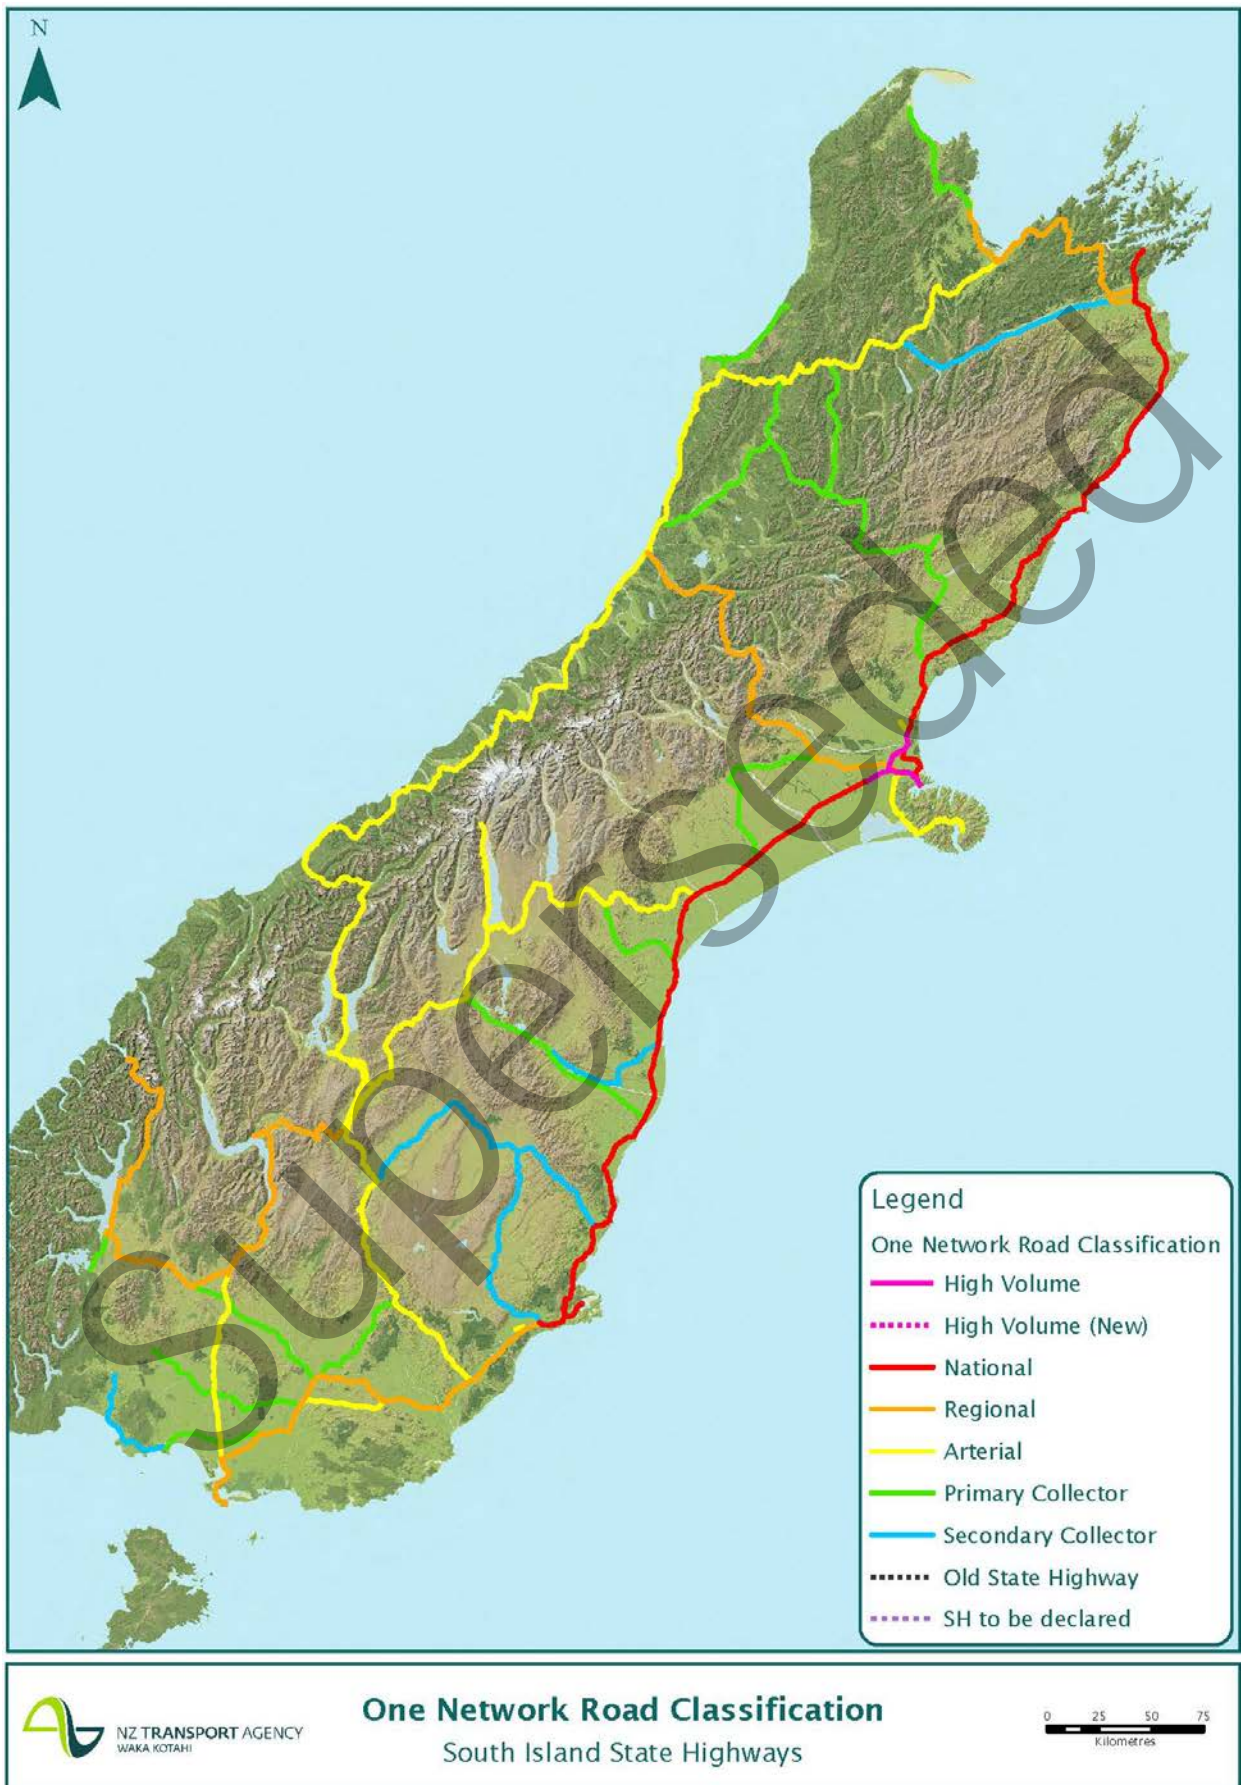 N
Superseded
Legend
One Network Road Classification
High Volume
High Volume (New)
National
Regional
Arterial
Primary Collector
Secondary Collector
Old State Highway
SH to be declared
NZ TRANSPORT AGENCY
WAKA KOTAHI
One Network Road Classification
South Island State Highways
0 25 50 75
Kilometres